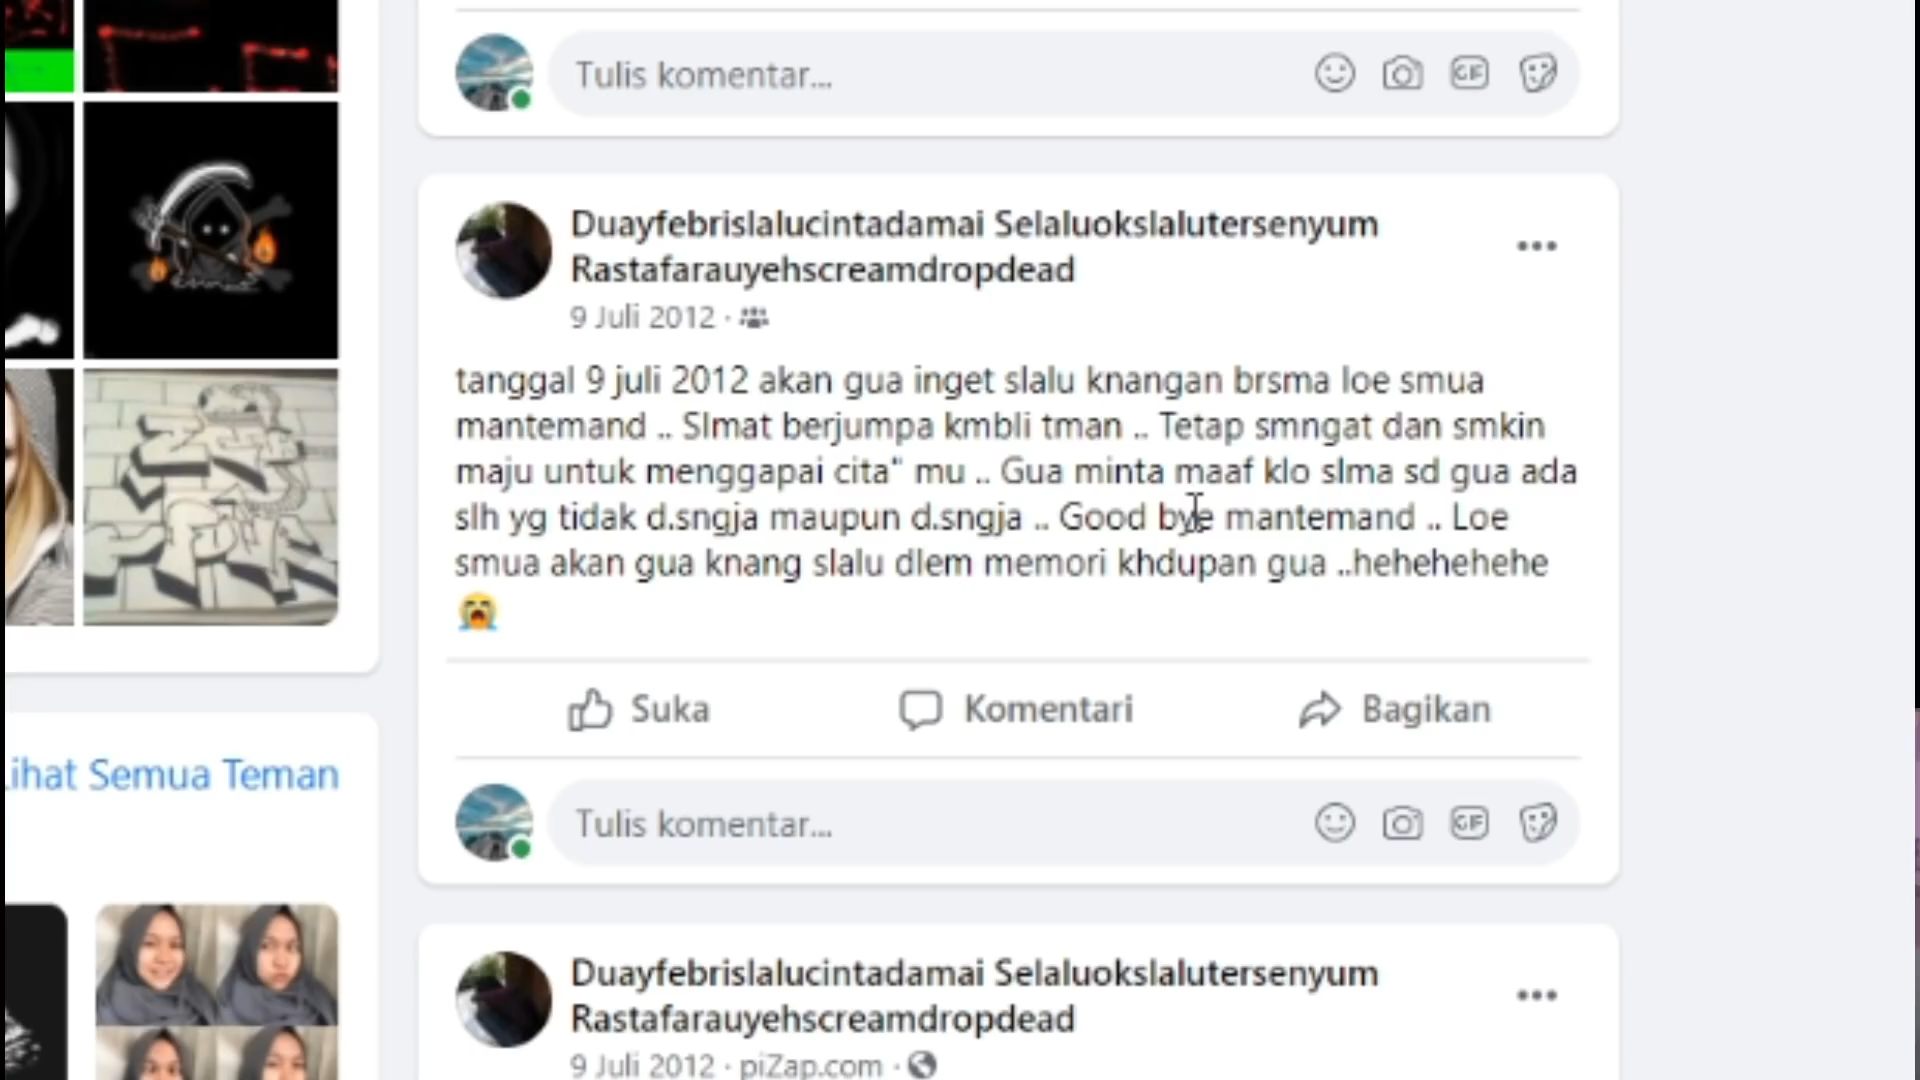 Tulis komentar...
Duayfebrislalucintadamai Selaluokslalutersenyum
Rastafarauyehscreamdropdead
9 Juli 2012 ·
tanggal 9 juli 2012 akan gua inget slalu knangan brsma loe smua
mantemand .. Slmat berjumpa kmbli tman .. Tetap smngat dan smkin
maju untuk menggapai cita" mu .. Gua minta maaf klo slma sd gua ada
slh yg tidak d.sngja maupun d.sngja .. Good bye mantemand .. Loe
smua akan gua knang slalu dlem memori khdupan gua ..hehehehehe
😭
Suka Komentari Bagikan
Lihat Semua Teman
Tulis komentar...
Duayfebrislalucintadamai Selaluokslalutersenyum
Rastafarauyehscreamdropdead
9 Juli 2012 · piZap.com ·